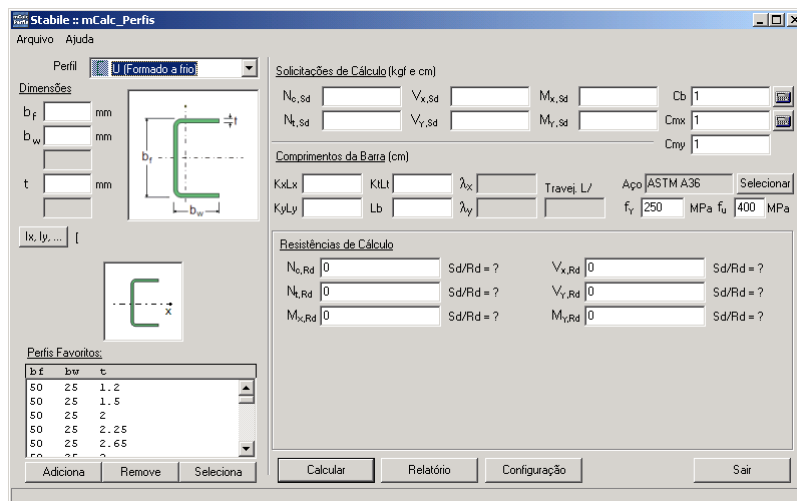 Stabile :: mCalc_Perfis
Arquivo Ajuda
Perfil U (Formado a frio)
Dimensões
bf mm
bw mm
t mm
t
bf
bw
Ix, Iy, ... [
x
Perfis Favoritos:
bf bw t
50 25 1.2
50 25 1.5
50 25 2
50 25 2.25
50 25 2.65
Adiciona Remove Seleciona
Solicitações de Cálculo (kgf e cm)
Nc,Sd Vx,Sd Mx,Sd Cb 1
Nt,Sd VY,Sd MY,Sd Cmx 1
Cmy 1
Comprimentos da Barra (cm)
KxLx KtLt λX Travej. L/ Aço ASTM A36 Selecionar
KyLy Lb λY fY 250 MPa fu 400 MPa
Resistências de Cálculo
Nc,Rd 0 Sd/Rd = ? Vx,Rd 0 Sd/Rd = ?
Nt,Rd 0 Sd/Rd = ? VY,Rd 0 Sd/Rd = ?
Mx,Rd 0 Sd/Rd = ? MY,Rd 0 Sd/Rd = ?
Calcular Relatório Configuração Sair